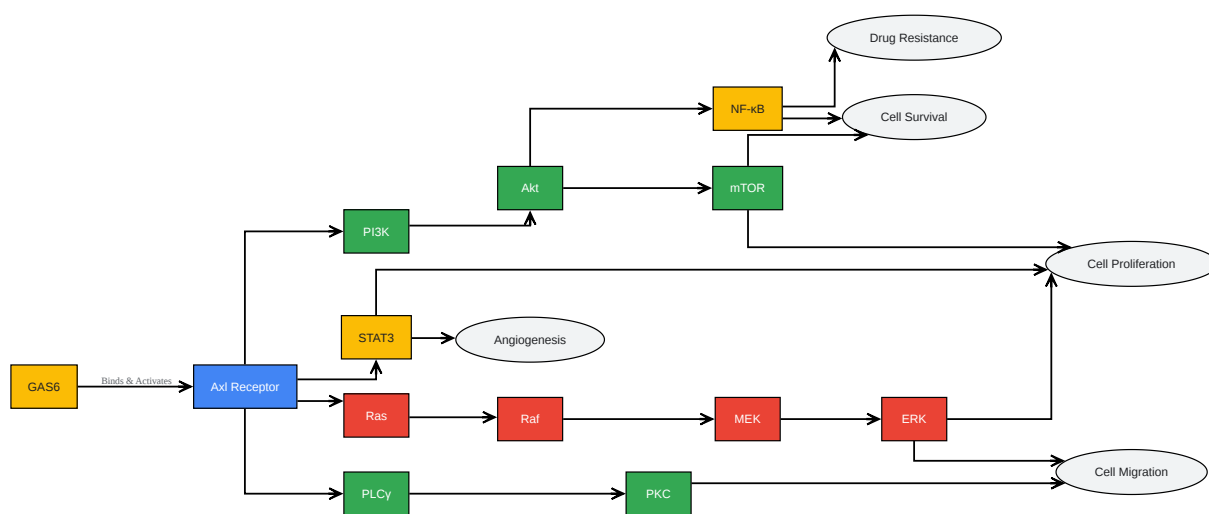 Drug Resistance
NF-κB
Cell Survival
Akt
mTOR
PI3K
Cell Proliferation
STAT3
Angiogenesis
GAS6
Binds & Activates
Axl Receptor
Ras
Raf
MEK
ERK
Cell Migration
PLCγ
PKC